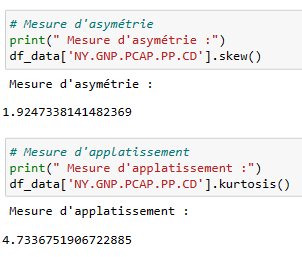 # Mesure d'asymétrie
print(" Mesure d'asymétrie :")
df_data['NY.GNP.PCAP.PP.CD'].skew()
Mesure d'asymétrie :
1.9247338141482369
# Mesure d'applatissement
print(" Mesure d'applatissement :")
df_data['NY.GNP.PCAP.PP.CD'].kurtosis()
Mesure d'applatissement :
4.7336751906722885